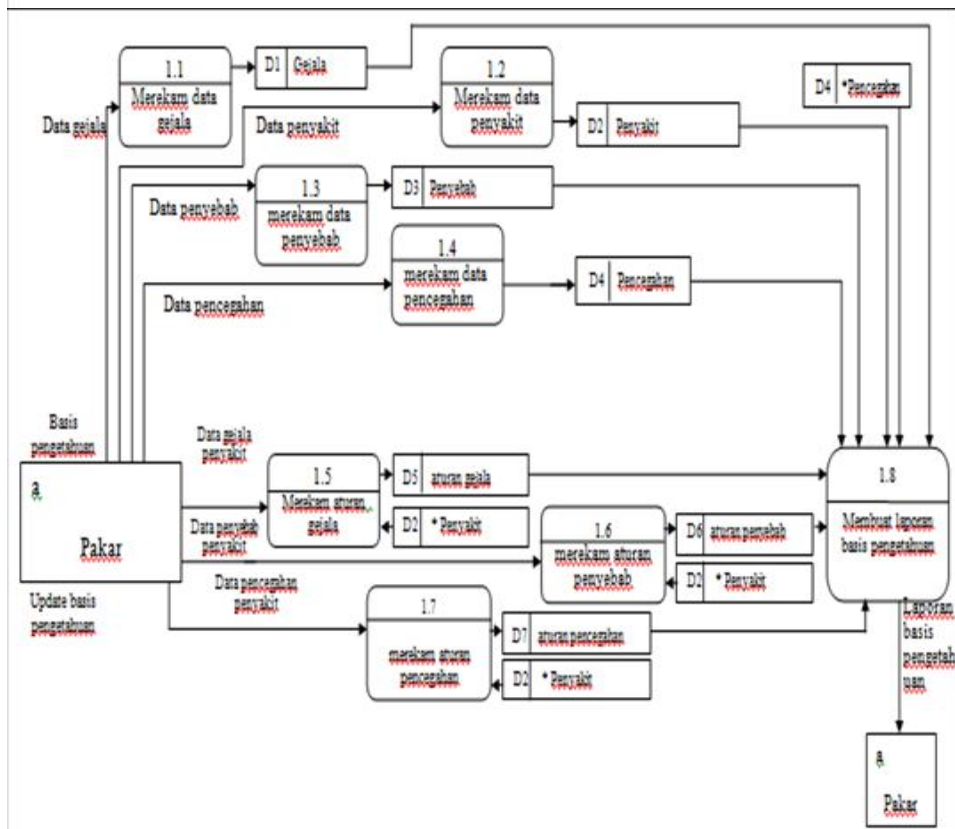 1.1
Merekam data
gejala
D1 Gejala
1.2
Merekam data
penyakit
D4 *Pencegahan
Data gejala
Data penyakit
D2 Penyakit
1.3
merekam data
penyebab
D3 Penyebab
Data penyebab
1.4
merekam data
pencegahan
D4 Pencegahan
Data pencegahan
Basis
pengetahuan
Data gejala
penyakit
a
Pakar
1.5
Merekam aturan
gejala
D5 aturan gejala
D2 * Penyakit
1.8
Membuat laporan
basis pengetahuan
Data penyebab
penyakit
1.6
merekam aturan
penyebab
D6 aturan penyebab
D2 * Penyakit
Data pencegahan
penyakit
Update basis
pengetahuan
1.7
merekam aturan
pencegahan
D7 aturan pencegahan
D2 * Penyakit
Laporan
basis
pengetah
uan
a
Pakar